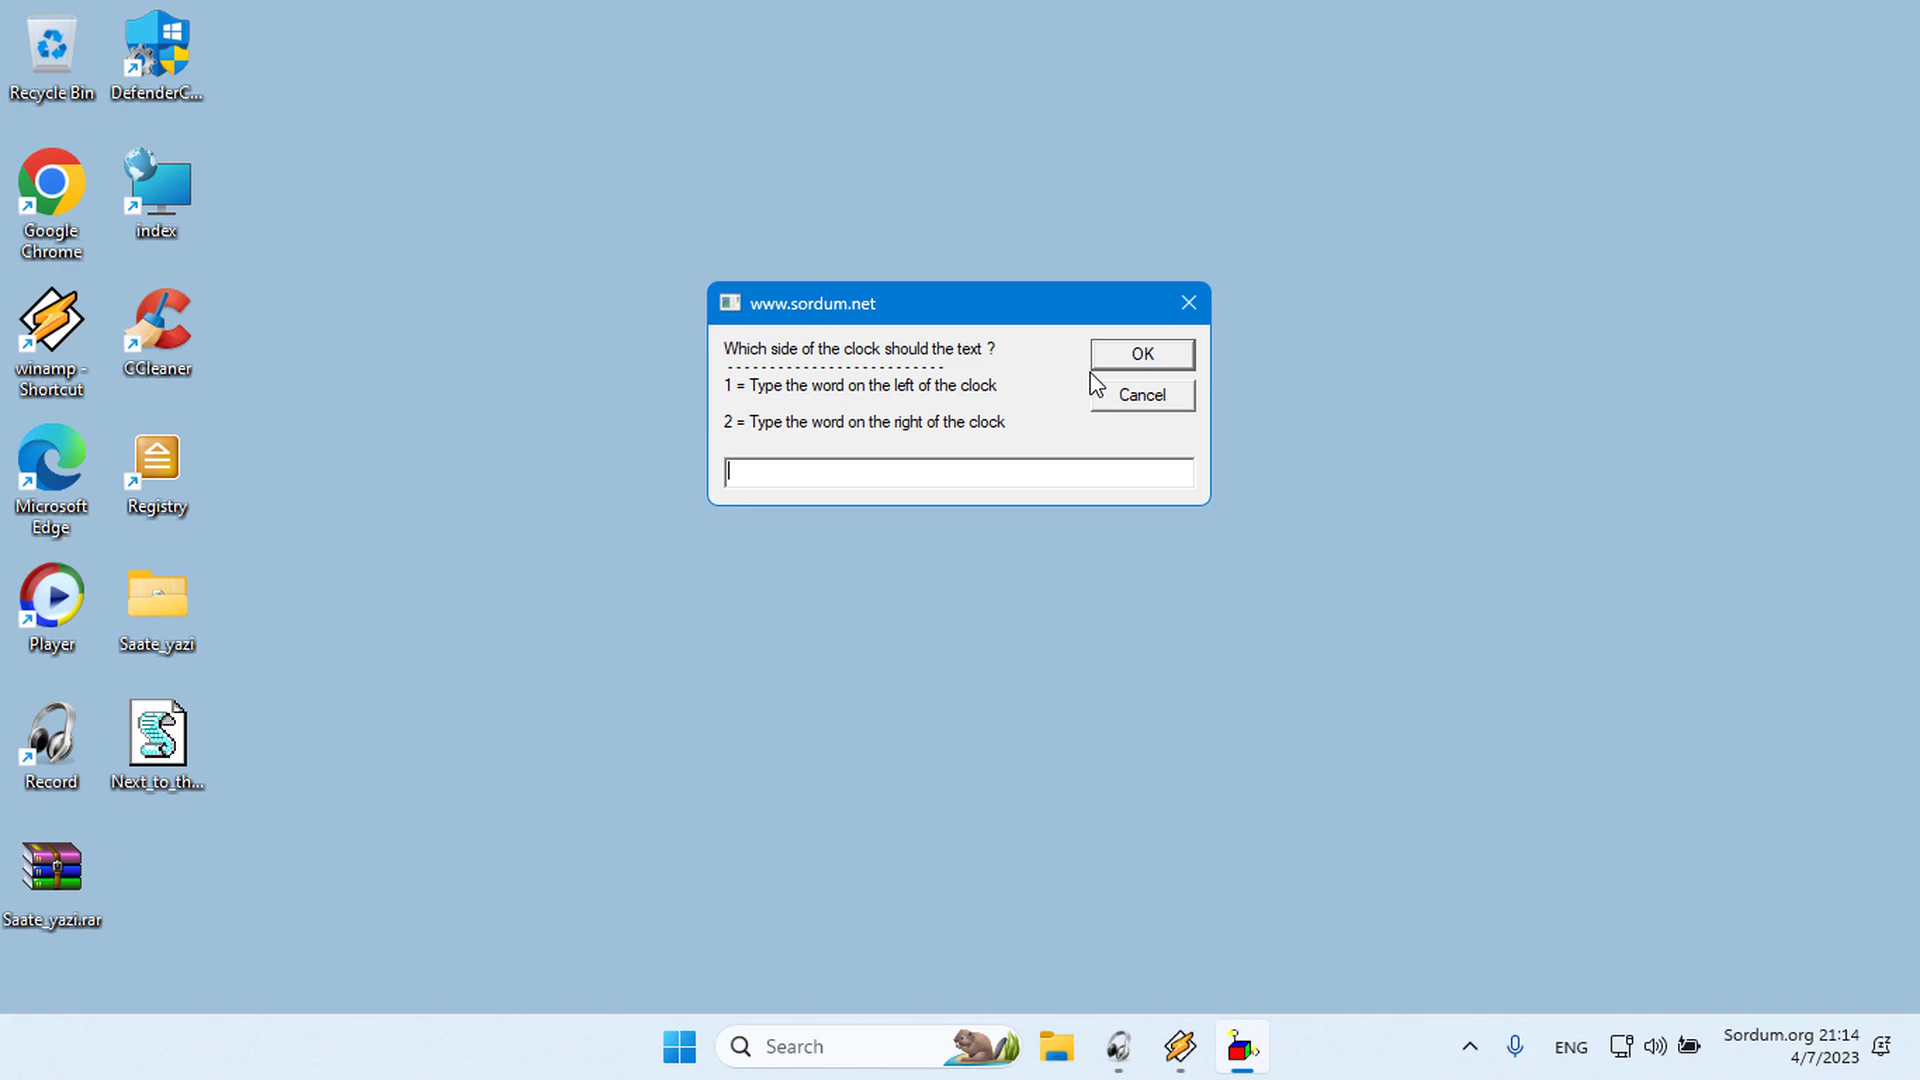 Recycle Bin
DefenderC...
Google
Chrome
index
winamp -
Shortcut
CCleaner
Microsoft
Edge
Registry
Player
Saate_yazi
Record
Next_to_th...
Saate_yazi.rar
www.sordum.net
Which side of the clock should the text ?
- - - - - - - - - - - - - - - - - - - - - - - - -
1 = Type the word on the left of the clock
2 = Type the word on the right of the clock
OK
Cancel
Search
ENG
Sordum.org 21:14
4/7/2023